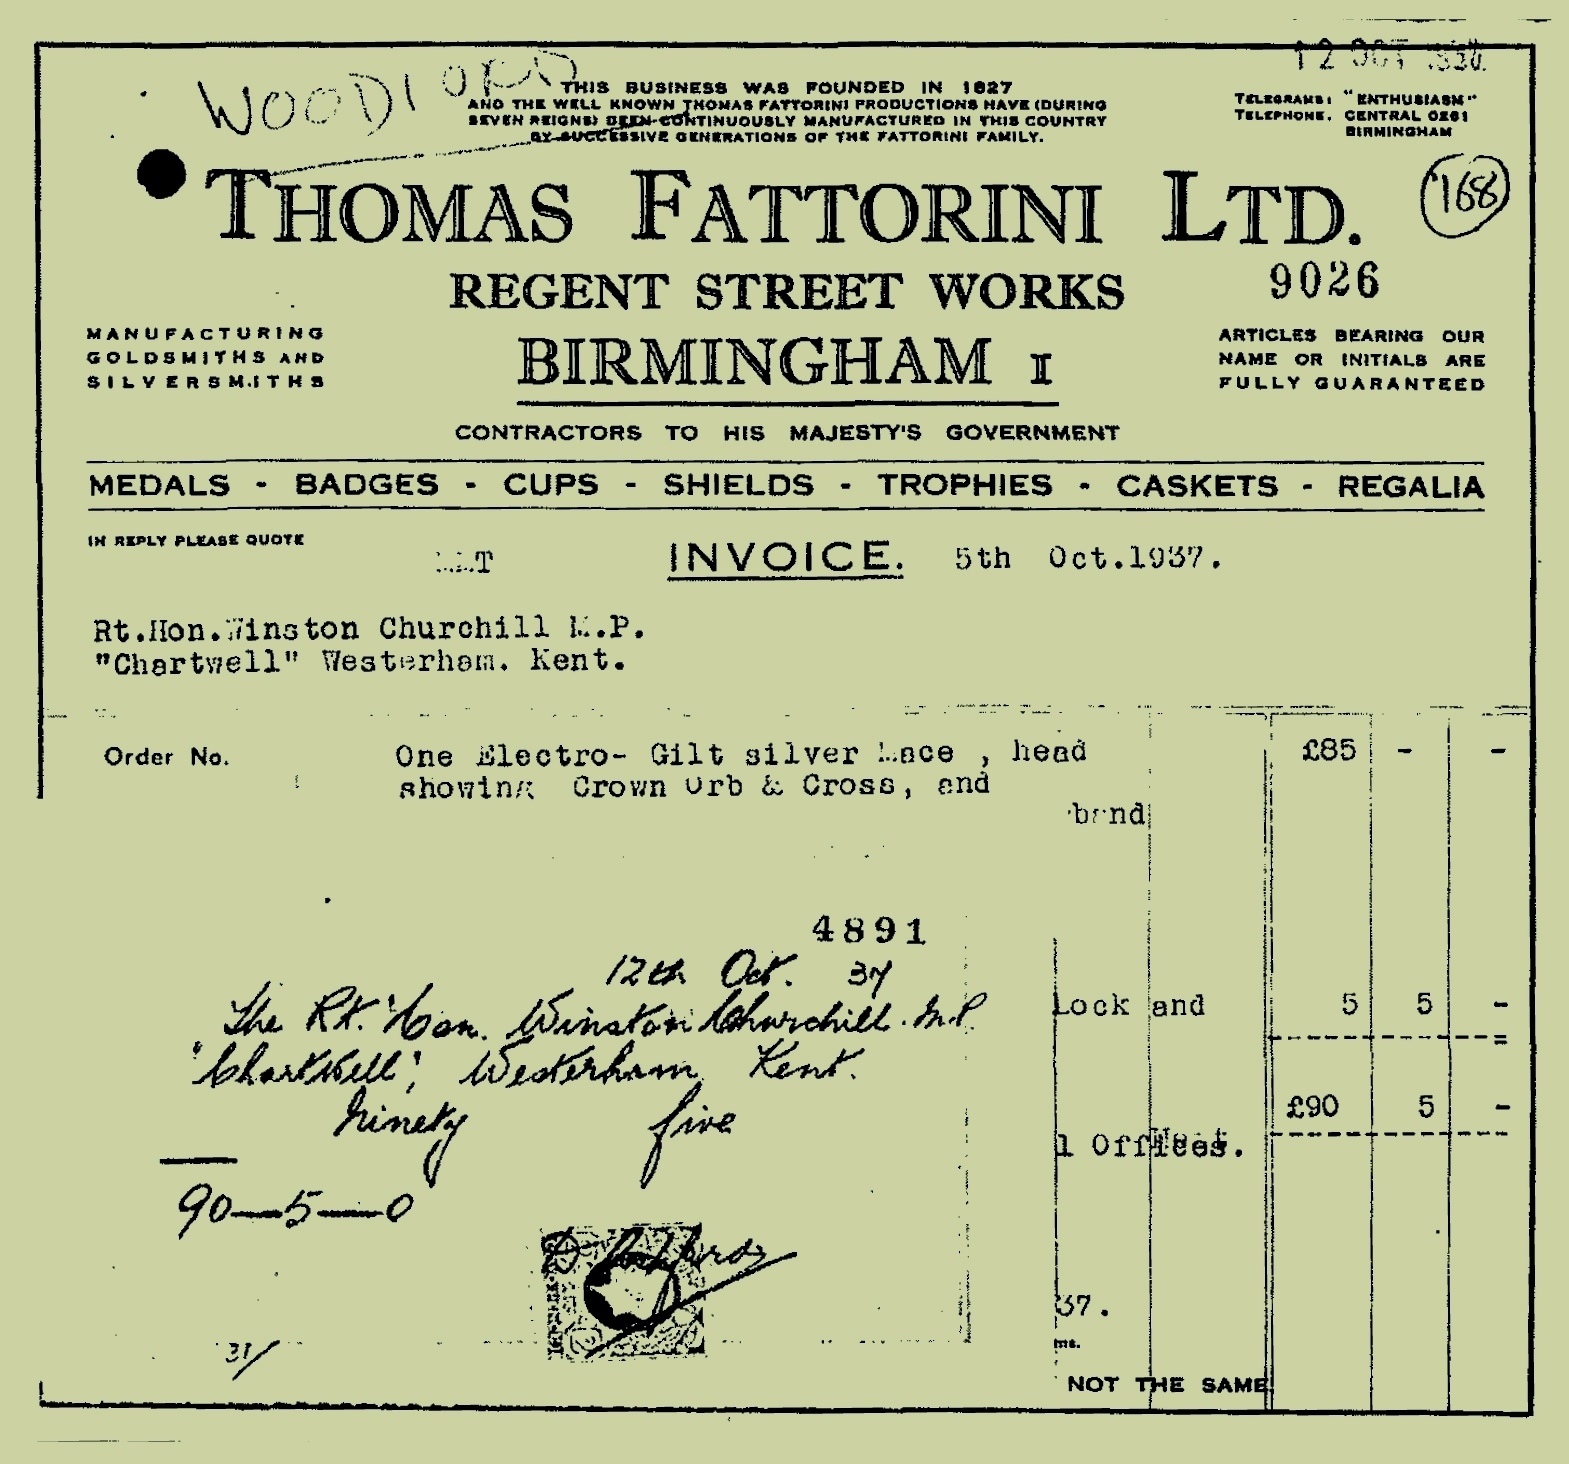 12 OCT
WOODFORD
THIS BUSINESS WAS FOUNDED IN 1827
AND THE WELL KNOWN THOMAS FATTORINI PRODUCTIONS HAVE (DURING
SEVEN REIGNS) BEEN CONTINUOUSLY MANUFACTURED IN THIS COUNTRY
BY SUCCESSIVE GENERATIONS OF THE FATTORINI FAMILY.
TELEGRAMS: "ENTHUSIASM"
TELEPHONE. CENTRAL 0261
BIRMINGHAM
168
THOMAS FATTORINI LTD.
REGENT STREET WORKS
9026
MANUFACTURING
GOLDSMITHS AND
SILVERSMITHS
BIRMINGHAM 1
ARTICLES BEARING OUR
NAME OR INITIALS ARE
FULLY GUARANTEED
CONTRACTORS TO HIS MAJESTY'S GOVERNMENT
MEDALS - BADGES - CUPS - SHIELDS - TROPHIES - CASKETS - REGALIA
IN REPLY PLEASE QUOTE
INVOICE. 5th Oct.1937.
Rt.Hon.Winston Churchill M.P.
"Chartwell" Westerham. Kent.
Order No. One Electro- Gilt silver Mace , head £85 - -
showing Crown Orb & Cross, and
band
4891
12th Oct. 37
The Rt. Hon. Winston Churchill. M.P
Lock and 5 5 -
"Chartwell", Westerham Kent.
Ninety five
£90 5 -
l Offices.
90-5-0
37.
31/
NOT THE SAME